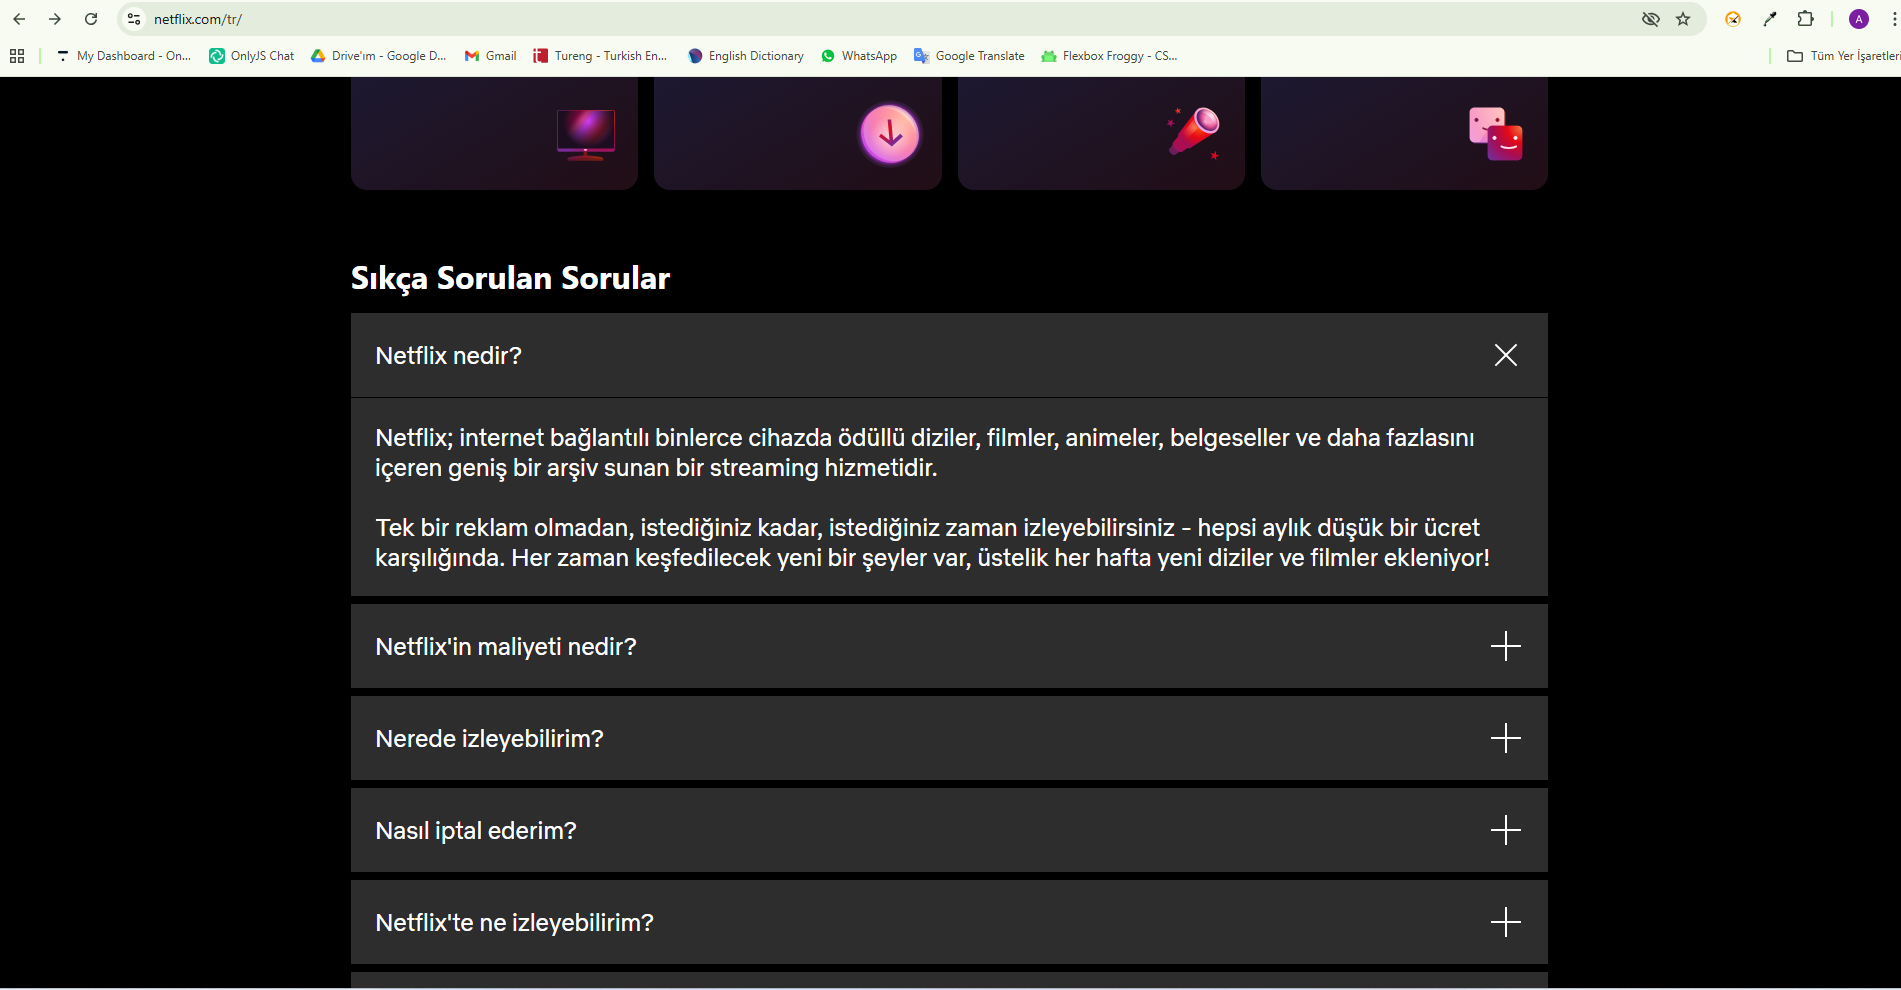 netflix.com/tr/
A
My Dashboard - On...
OnlyJS Chat
Drive'ım - Google D...
Gmail
Tureng - Turkish En...
English Dictionary
WhatsApp
Google Translate
Flexbox Froggy - CS...
Tüm Yer İşaretleri
Sıkça Sorulan Sorular
Netflix nedir?
Netflix; internet bağlantılı binlerce cihazda ödüllü diziler, filmler, animeler, belgeseller ve daha fazlasını
içeren geniş bir arşiv sunan bir streaming hizmetidir.
Tek bir reklam olmadan, istediğiniz kadar, istediğiniz zaman izleyebilirsiniz - hepsi aylık düşük bir ücret
karşılığında. Her zaman keşfedilecek yeni bir şeyler var, üstelik her hafta yeni diziler ve filmler ekleniyor!
Netflix'in maliyeti nedir?
Nerede izleyebilirim?
Nasıl iptal ederim?
Netflix'te ne izleyebilirim?